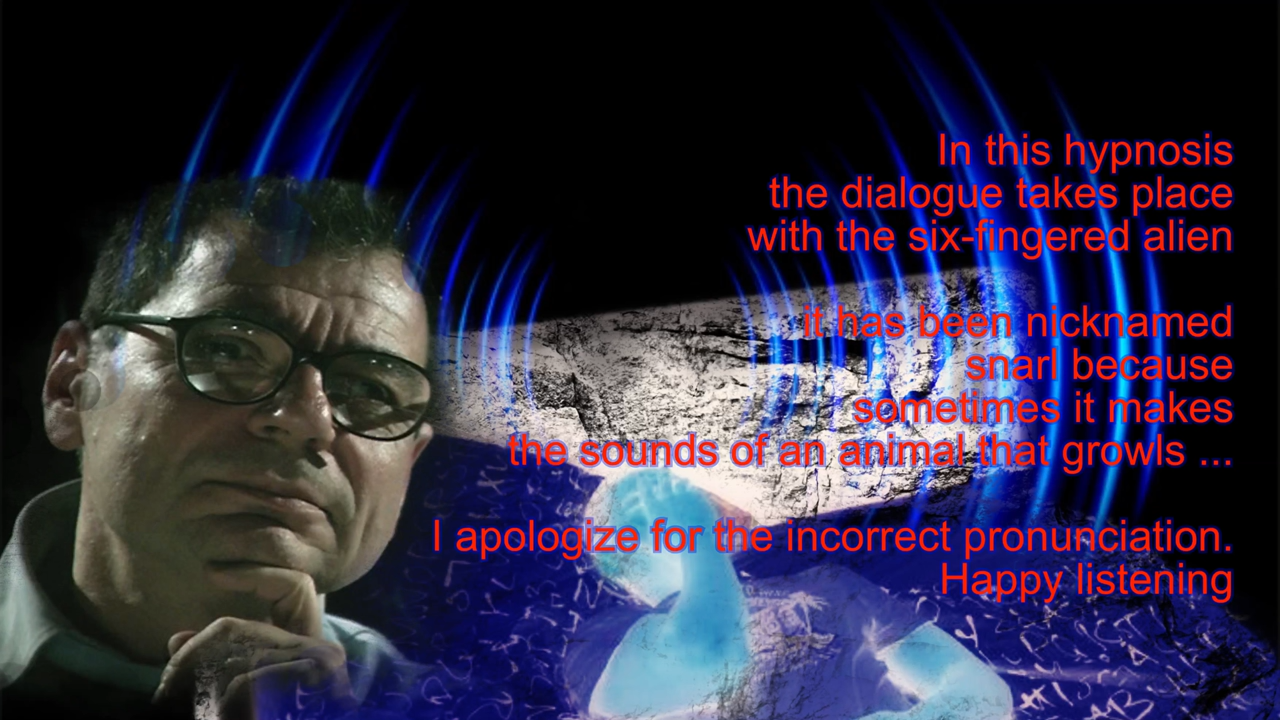 In this hypnosis
the dialogue takes place
with the six-fingered alien
it has been nicknamed
snarl because
sometimes it makes
the sounds of an animal that growls ...
I apologize for the incorrect pronunciation.
Happy listening